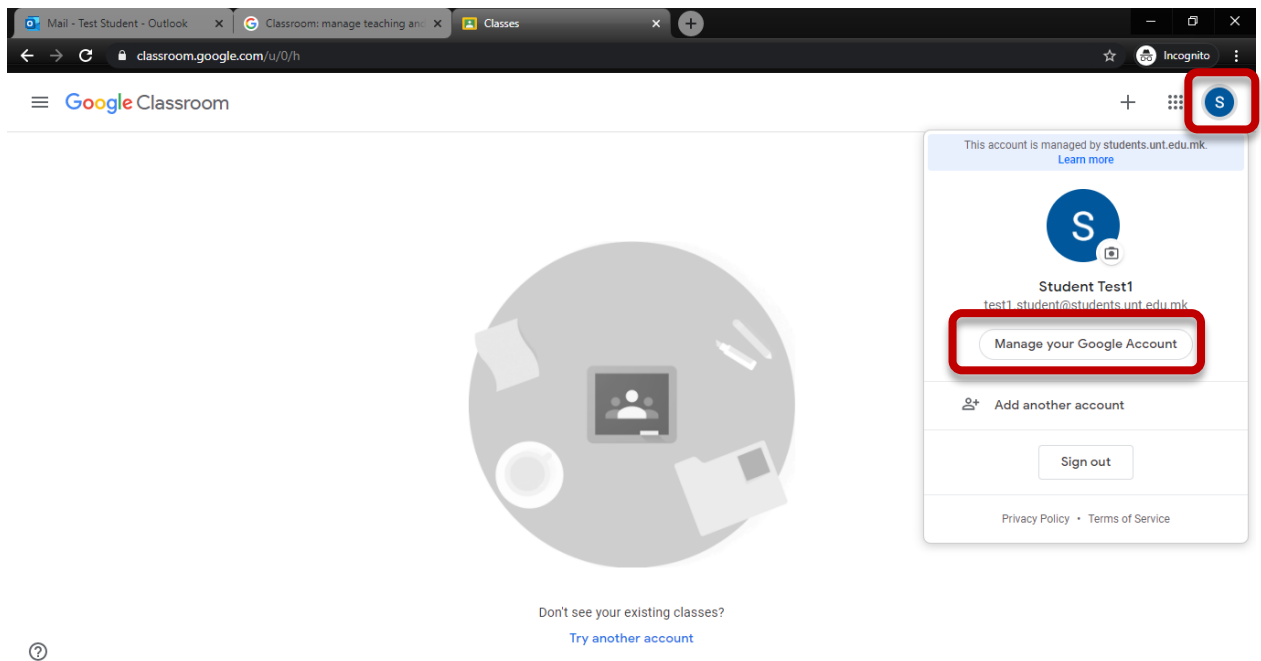 Mail - Test Student - Outlook
Classroom: manage teaching and
Classes
classroom.google.com/u/0/h
Incognito
Google Classroom
S
This account is managed by students.unt.edu.mk.
Learn more
S
Student Test1
test1.student@students.unt.edu.mk
Manage your Google Account
Add another account
Sign out
Privacy Policy • Terms of Service
Don't see your existing classes?
Try another account